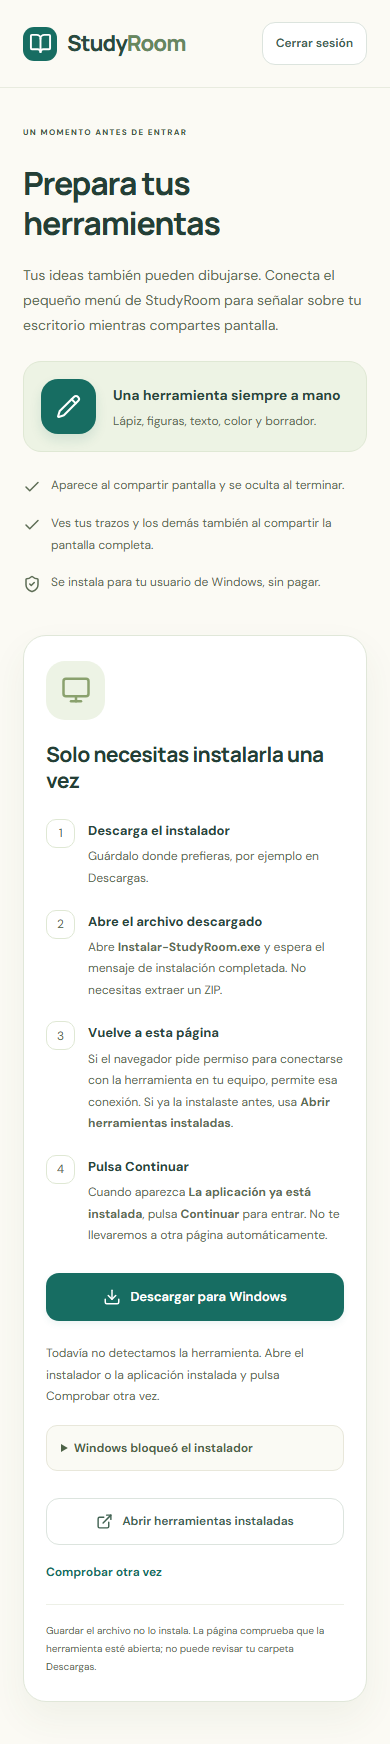 StudyRoom
Cerrar sesión
UN MOMENTO ANTES DE ENTRAR
Prepara tus
herramientas
Tus ideas también pueden dibujarse. Conecta el
pequeño menú de StudyRoom para señalar sobre tu
escritorio mientras compartes pantalla.
Una herramienta siempre a mano
Lápiz, figuras, texto, color y borrador.
Aparece al compartir pantalla y se oculta al terminar.
Ves tus trazos y los demás también al compartir la
pantalla completa.
Se instala para tu usuario de Windows, sin pagar.
Solo necesitas instalarla una
vez
1
Descarga el instalador
Guárdalo donde prefieras, por ejemplo en
Descargas.
2
Abre el archivo descargado
Abre Instalar-StudyRoom.exe y espera el
mensaje de instalación completada. No
necesitas extraer un ZIP.
3
Vuelve a esta página
Si el navegador pide permiso para conectarse
con la herramienta en tu equipo, permite esa
conexión. Si ya la instalaste antes, usa Abrir
herramientas instaladas.
4
Pulsa Continuar
Cuando aparezca La aplicación ya está
instalada, pulsa Continuar para entrar. No te
llevaremos a otra página automáticamente.
Descargar para Windows
Todavía no detectamos la herramienta. Abre el
instalador o la aplicación instalada y pulsa
Comprobar otra vez.
Windows bloqueó el instalador
Abrir herramientas instaladas
Comprobar otra vez
Guardar el archivo no lo instala. La página comprueba que la
herramienta esté abierta; no puede revisar tu carpeta
Descargas.